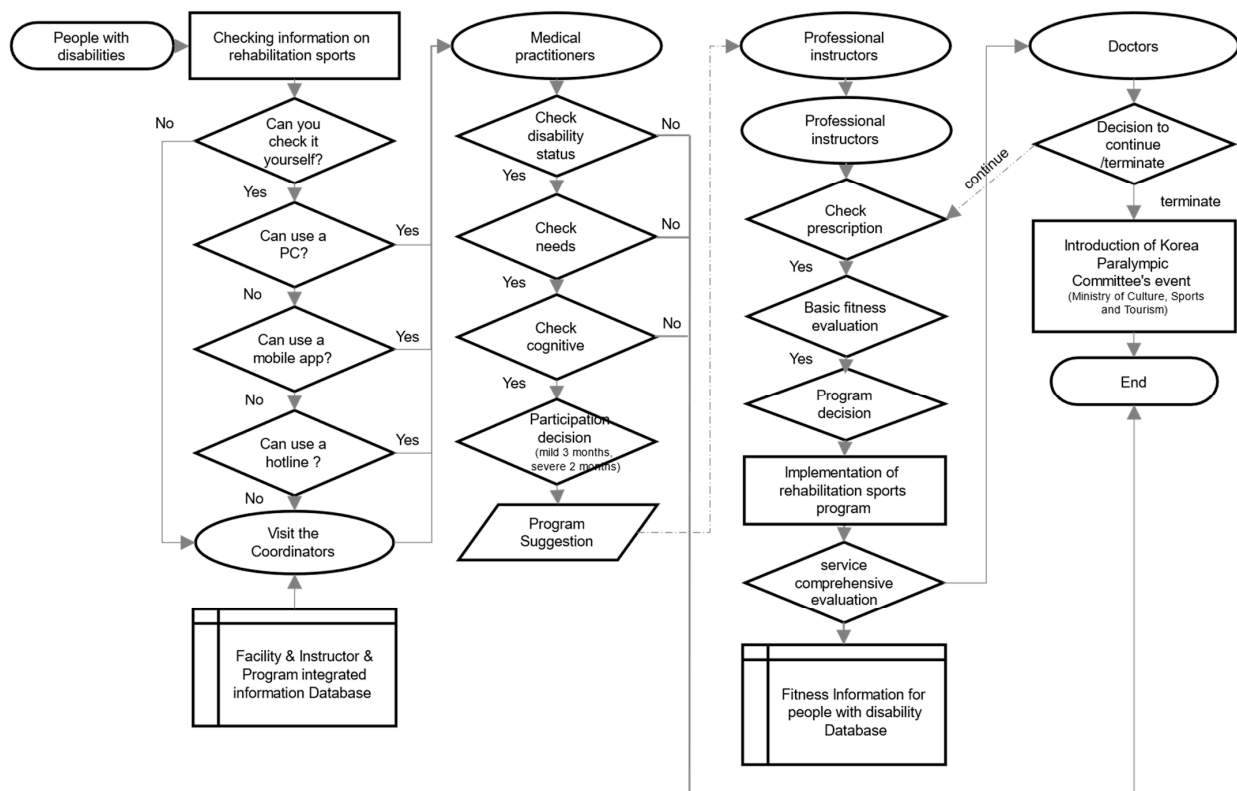 People with
disabilities
Checking information on
rehabilitation sports
Can you
check it
yourself?
No
Yes
Can use a
PC?
Yes
No
Can use a
mobile app?
Yes
No
Can use a
hotline ?
Yes
No
Visit the
Coordinators
Facility & Instructor &
Program integrated
information Database
Medical
practitioners
Check
disability
status
No
Yes
Check
needs
No
Yes
Check
cognitive
No
Yes
Participation
decision
(mild 3 months,
severe 2 months)
Program
Suggestion
Professional
instructors
Professional
instructors
Check
prescription
Yes
Basic fitness
evaluation
Yes
Program
decision
Implementation of
rehabilitation sports
program
service
comprehensive
evaluation
Fitness Information for
people with disability
Database
Doctors
Decision to
continue
/terminate
continue
terminate
Introduction of Korea
Paralympic
Committee's event
(Ministry of Culture, Sports
and Tourism)
End